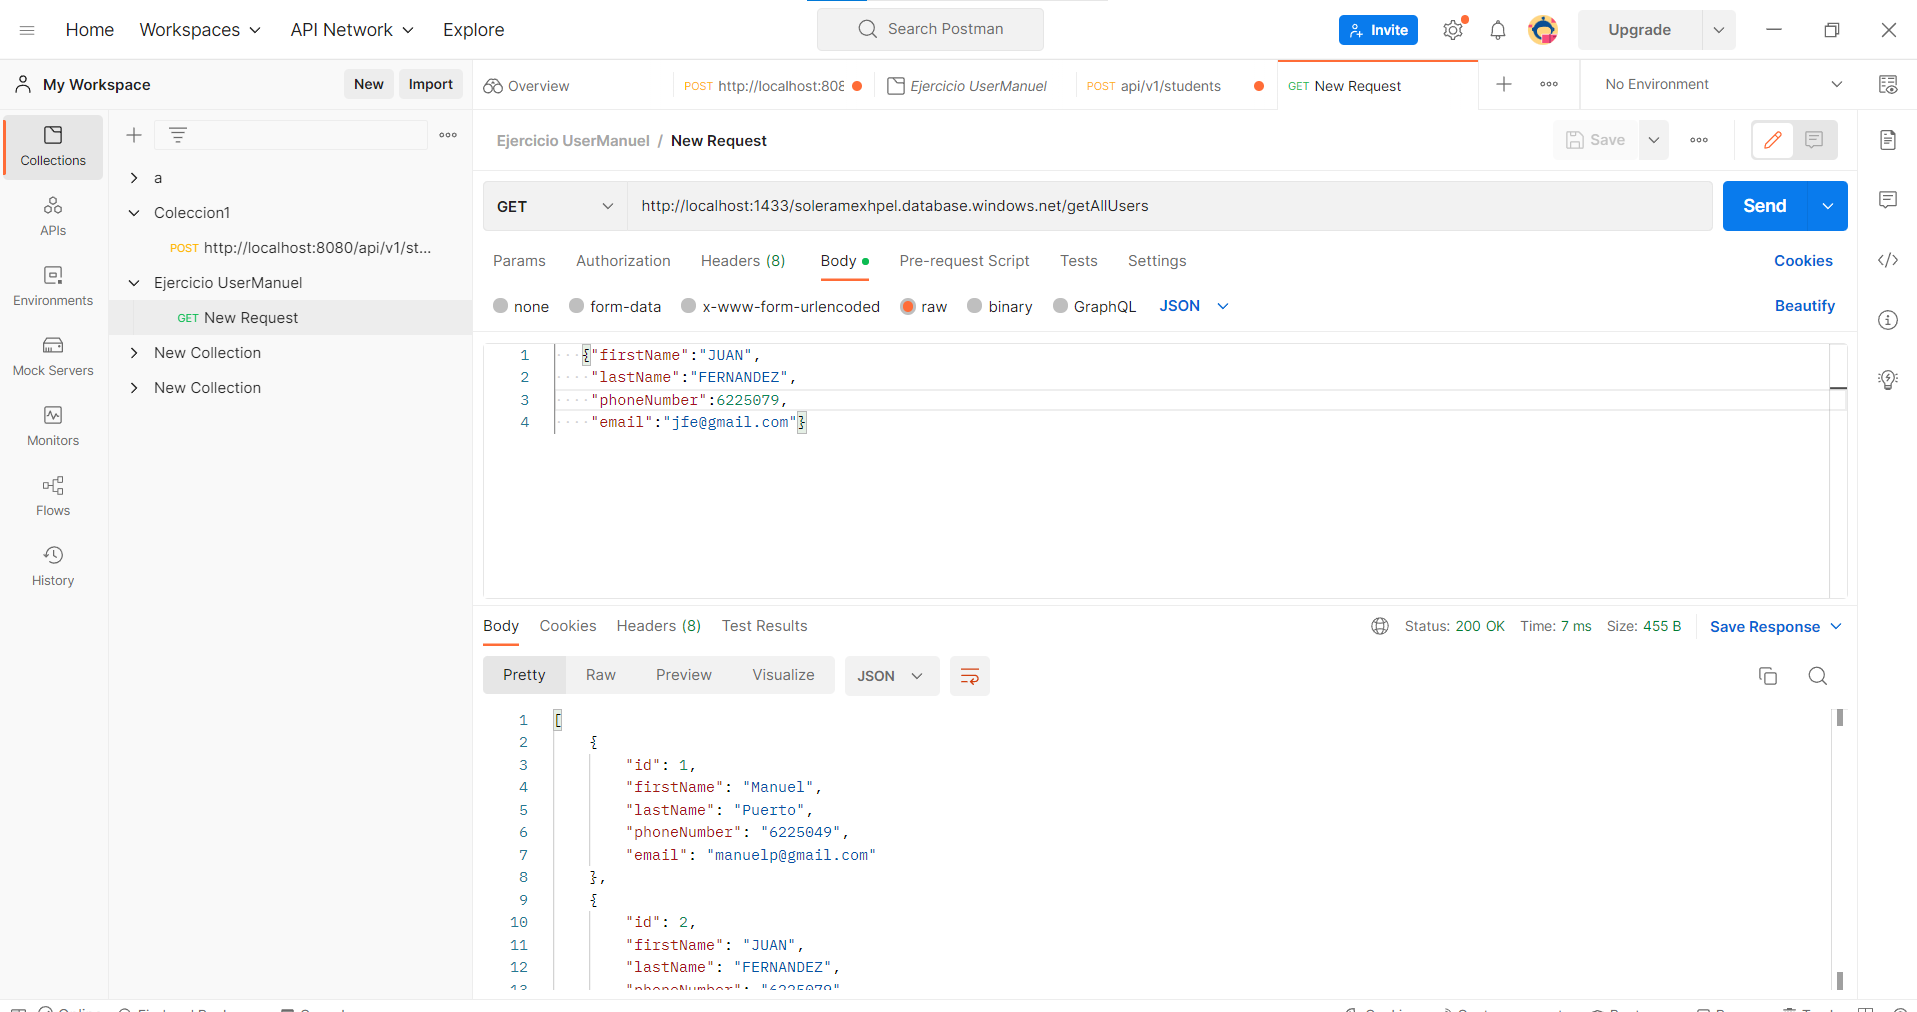 Home Workspaces API Network Explore Search Postman Invite Upgrade
My Workspace New Import
Overview POST http://localhost:808 Ejercicio UserManuel POST api/v1/students GET New Request No Environment
Collections
APIs
Environments
Mock Servers
Monitors
Flows
History
a
Coleccion1
POST http://localhost:8080/api/v1/st...
Ejercicio UserManuel
GET New Request
New Collection
New Collection
Ejercicio UserManuel / New Request Save
GET http://localhost:1433/soleramexhpel.database.windows.net/getAllUsers Send
Params Authorization Headers (8) Body Pre-request Script Tests Settings Cookies
none form-data x-www-form-urlencoded raw binary GraphQL JSON Beautify
1 {"firstName":"JUAN",
2 "lastName":"FERNANDEZ",
3 "phoneNumber":6225079,
4 "email":"jfe@gmail.com"}
Body Cookies Headers (8) Test Results Status: 200 OK Time: 7 ms Size: 455 B Save Response
Pretty Raw Preview Visualize JSON
1 [
2 {
3 "id": 1,
4 "firstName": "Manuel",
5 "lastName": "Puerto",
6 "phoneNumber": "6225049",
7 "email": "manuelp@gmail.com"
8 },
9 {
10 "id": 2,
11 "firstName": "JUAN",
12 "lastName": "FERNANDEZ",
13 "phoneNumber": "6225079"